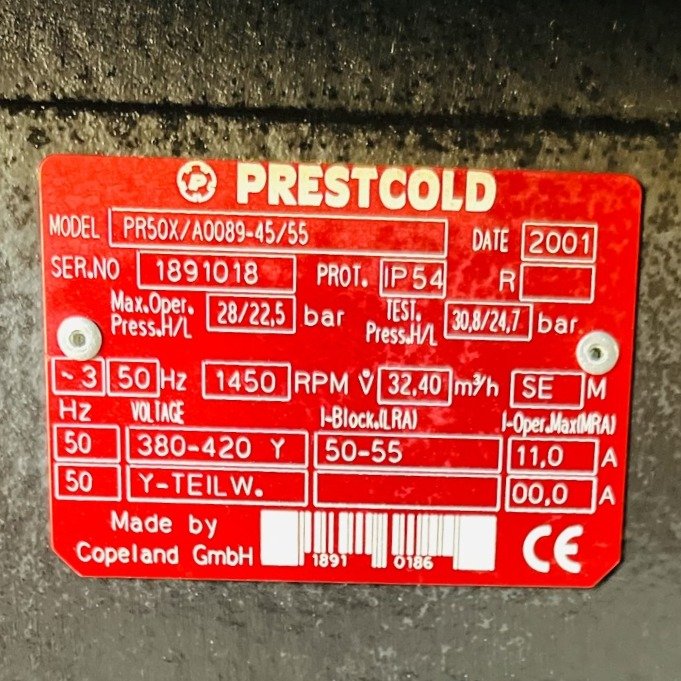 P PRESTCOLD
MODEL PR50X/A0089-45/55 DATE 2001
SER.NO 1891018 PROT. IP54 R
Max.Oper. Press.H/L 28/22,5 bar TEST. Press.H/L 30,8/24,7 bar
~3 50 Hz 1450 RPM V̇ 32,40 m³/h SE M
Hz VOLTAGE I-Block.(LRA) I-Oper.Max(MRA)
50 380-420 Y 50-55 11,0 A
50 Y-TEILW. 00,0 A
Made by
Copeland GmbH 1891 0186 CE